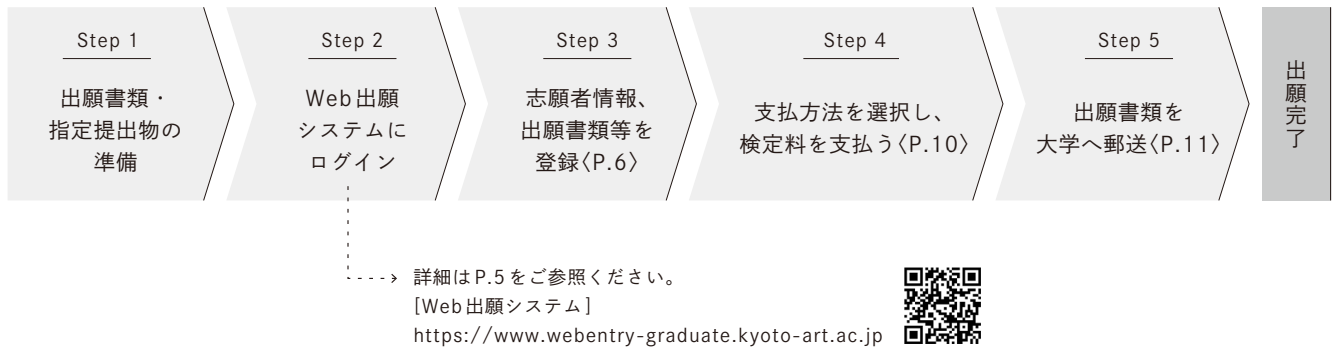 Step 1
出願書類・
指定提出物の
準備
Step 2
Web出願
システムに
ログイン
Step 3
志願者情報、
出願書類等を
登録〈P.6〉
Step 4
支払方法を選択し、
検定料を支払う〈P.10〉
Step 5
出願書類を
大学へ郵送〈P.11〉
出願完了
詳細はP.5をご参照ください。
[Web出願システム]
https://www.webentry-graduate.kyoto-art.ac.jp